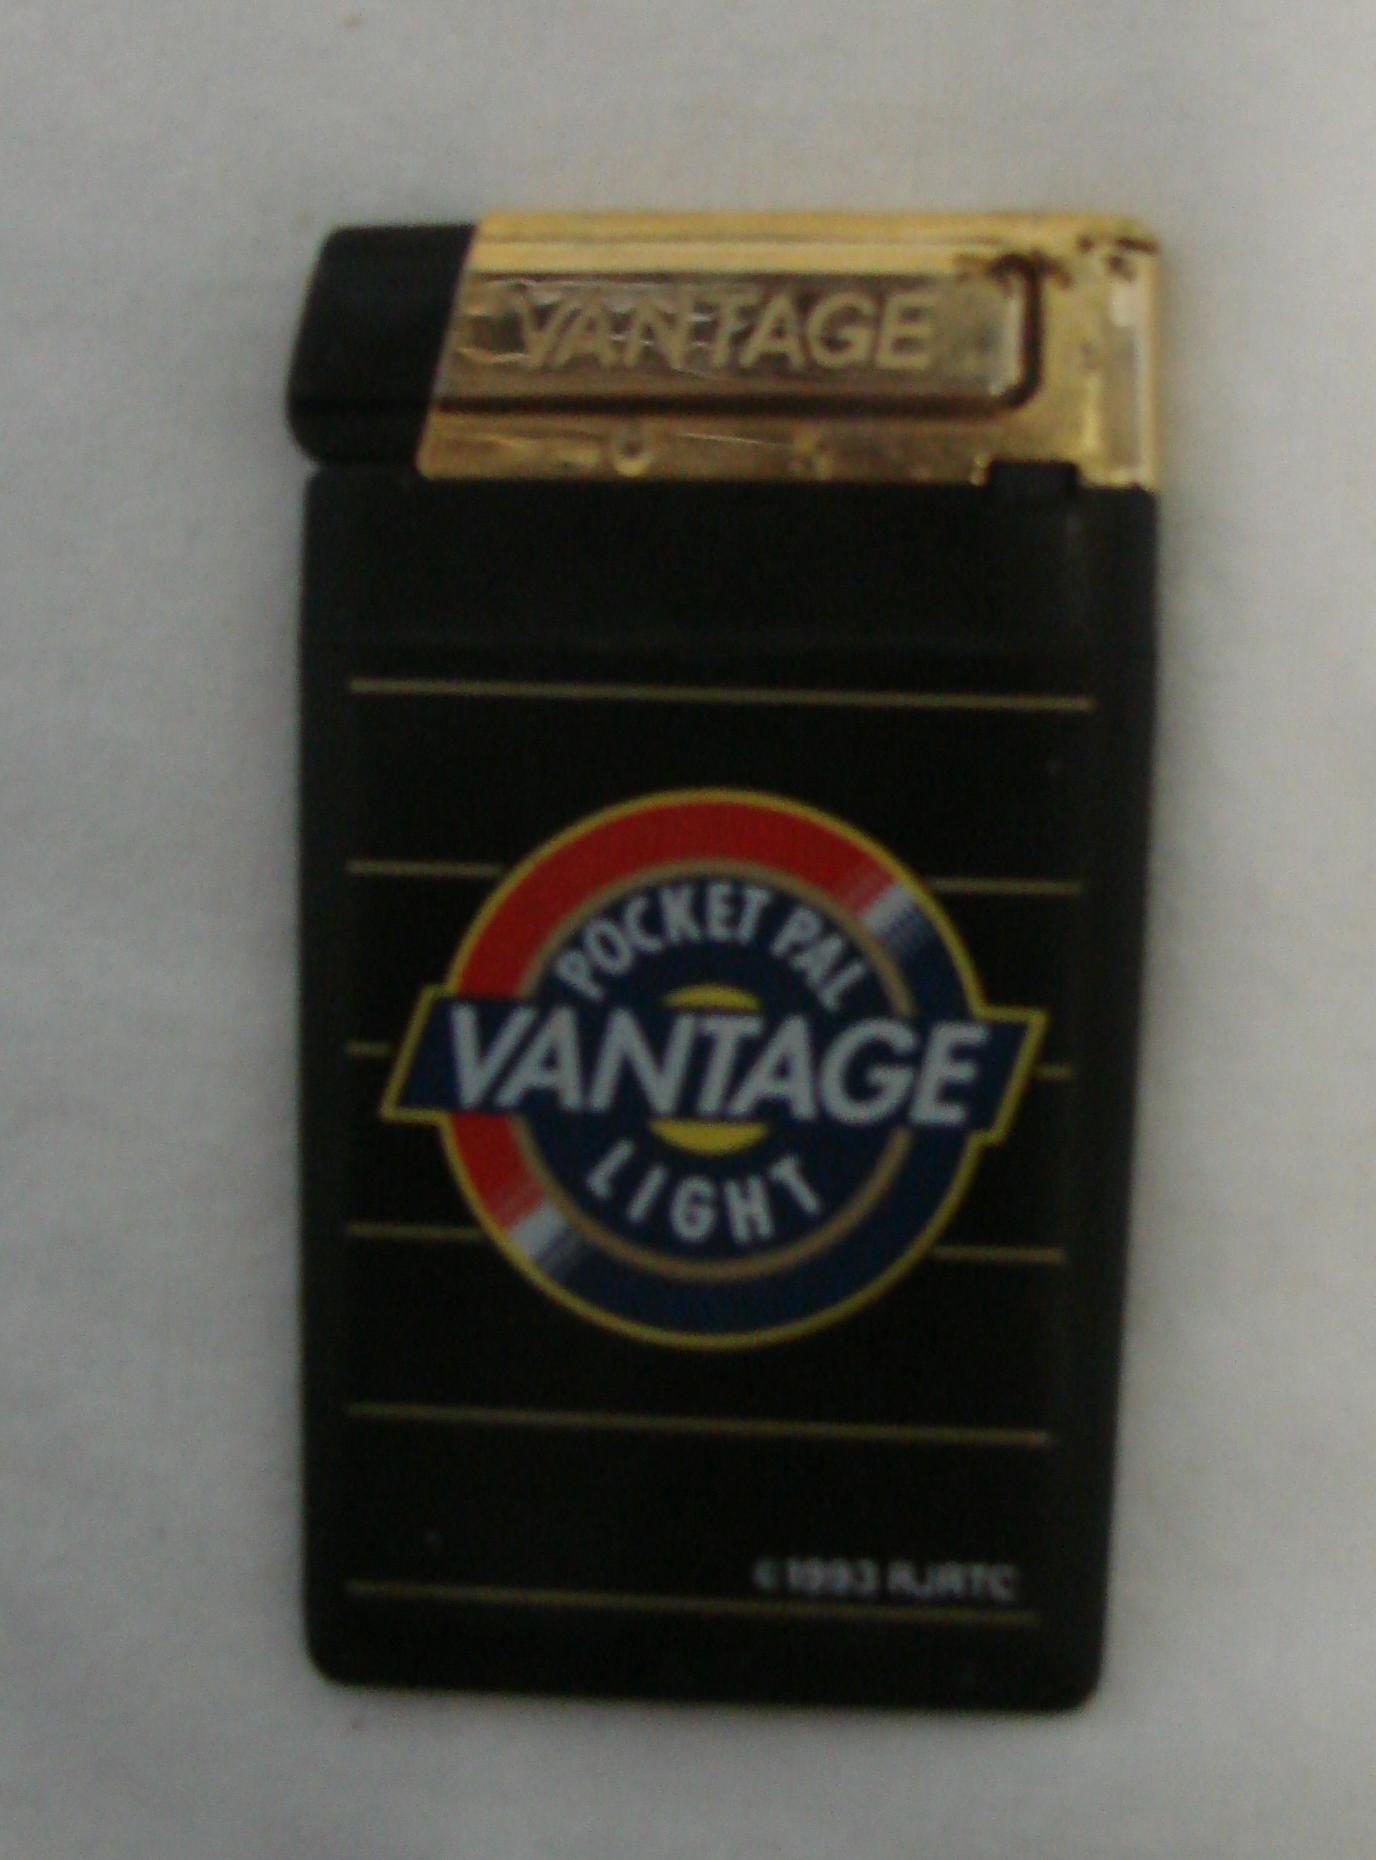 VANTAGE
POCKET PAL
VANTAGE
LIGHT
©1993 RJRTC